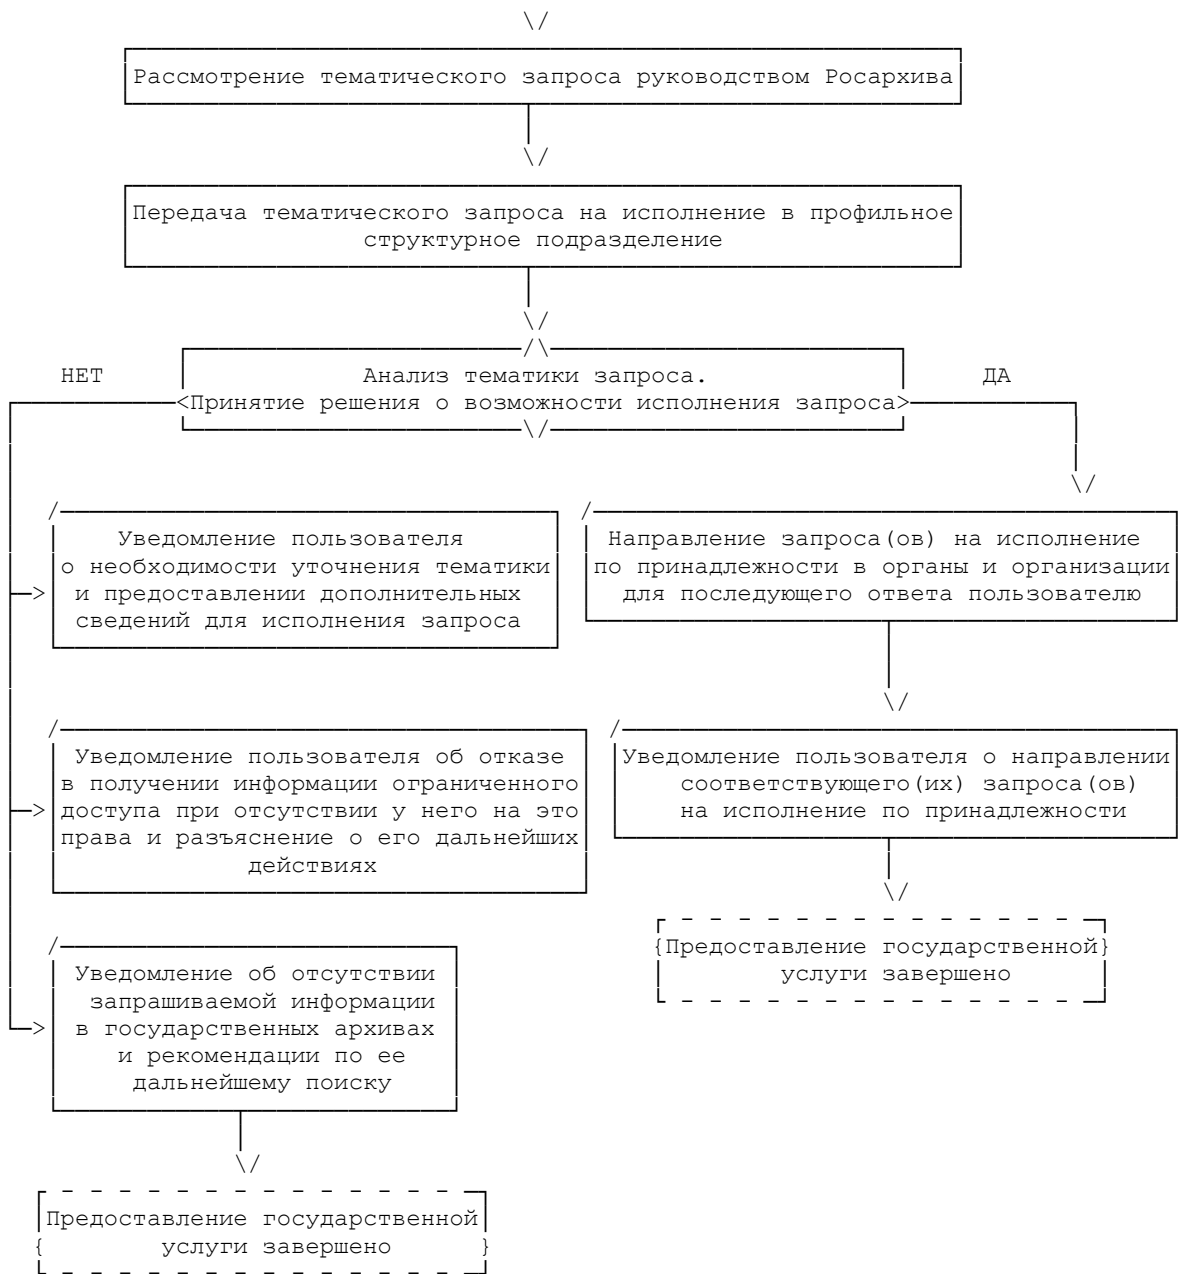 Рассмотрение тематического запроса руководством Росархива
Передача тематического запроса на исполнение в профильное
структурное подразделение
НЕТ
Анализ тематики запроса.
ДА
Принятие решения о возможности исполнения запроса
Уведомление пользователя
о необходимости уточнения тематики
и предоставлении дополнительных
сведений для исполнения запроса
Направление запроса(ов) на исполнение
по принадлежности в органы и организации
для последующего ответа пользователю
Уведомление пользователя об отказе
в получении информации ограниченного
доступа при отсутствии у него на это
права и разъяснение о его дальнейших
действиях
Уведомление пользователя о направлении
соответствующего(их) запроса(ов)
на исполнение по принадлежности
Уведомление об отсутствии
запрашиваемой информации
в государственных архивах
и рекомендации по ее
дальнейшему поиску
{Предоставление государственной}
услуги завершено
Предоставление государственной
{ услуги завершено }